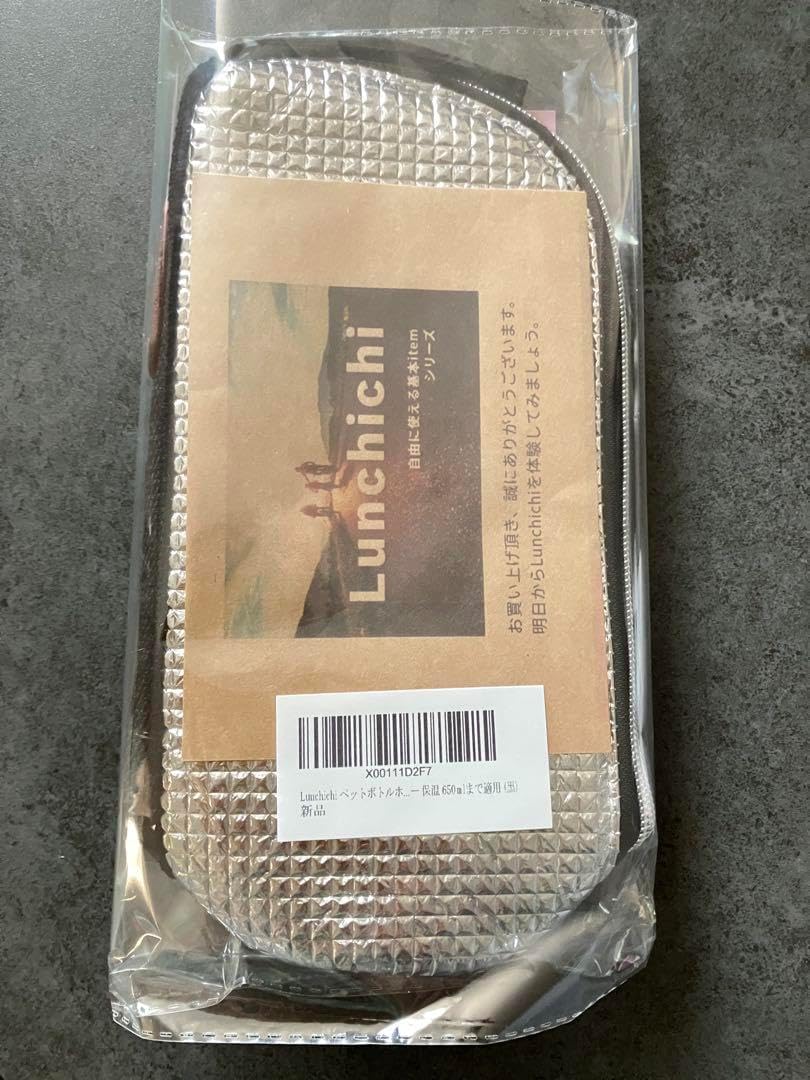 Lunchichi
自由に使える基本item
シリーズ
お買い上げ頂き、誠にありがとうございます。
明日からLunchichiを体験してみましょう。
X00111D2F7
Lunchichi ペットボトルホ...ー 保温 650mlまで適用 (黒)
新品